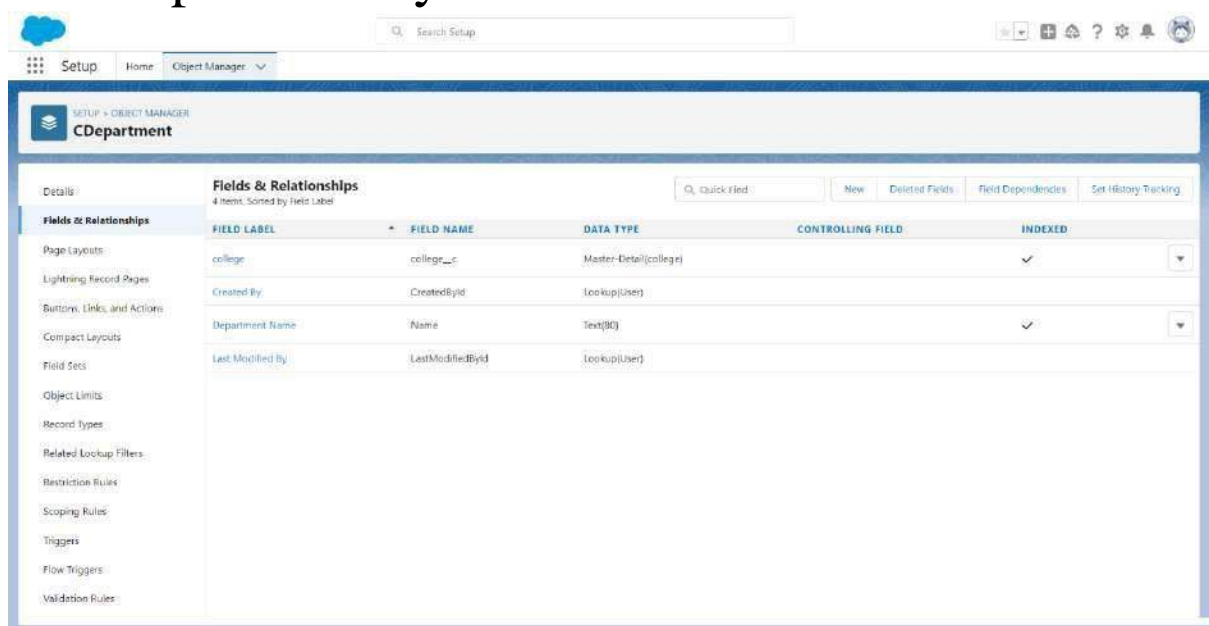 Search Setup
Setup Home Object Manager
SETUP > OBJECT MANAGER
CDepartment
Details
Fields & Relationships
Page Layouts
Lightning Record Pages
Buttons, Links, and Actions
Compact Layouts
Field Sets
Object Limits
Record Types
Related Lookup Filters
Restriction Rules
Scoping Rules
Triggers
Flow Triggers
Validation Rules
Fields & Relationships
4 Items, Sorted by Field Label
Quick Find
New Deleted Fields Field Dependencies Set History Tracking
FIELD LABEL FIELD NAME DATA TYPE CONTROLLING FIELD INDEXED
college college__c Master-Detail(college)
Created By CreatedById Lookup(User)
Department Name Name Text(80)
Last Modified By LastModifiedById Lookup(User)